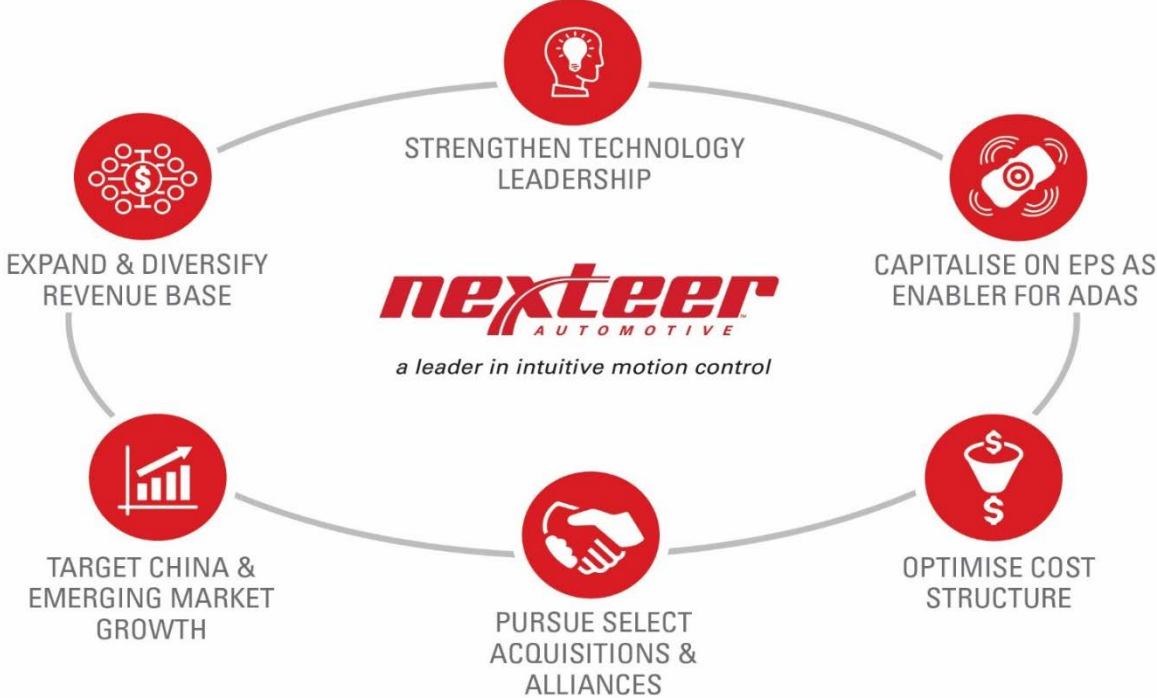 STRENGTHEN TECHNOLOGY
LEADERSHIP
EXPAND & DIVERSIFY
REVENUE BASE
CAPITALISE ON EPS AS
ENABLER FOR ADAS
nexteer
AUTOMOTIVE
a leader in intuitive motion control
TARGET CHINA &
EMERGING MARKET
GROWTH
PURSUE SELECT
ACQUISITIONS &
ALLIANCES
OPTIMISE COST
STRUCTURE